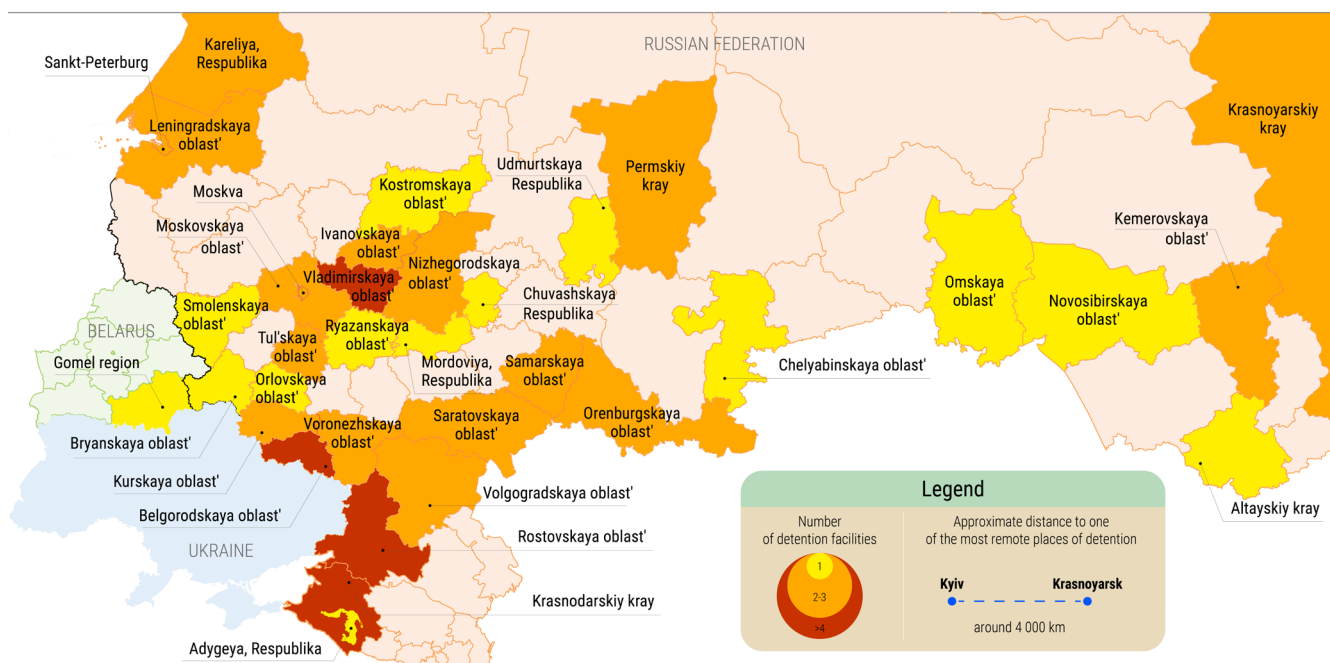 Kareliya,
Respublika
RUSSIAN FEDERATION
Sankt-Peterburg
Leningradskaya
oblast'
Krasnoyarskiy
kray
Udmurtskaya
Respublika
Permskiy
kray
Moskva
Kostromskaya
oblast'
Moskovskaya
oblast'
Ivanovskaya
oblast'
Kemerovskaya
oblast'
Nizhegorodskaya
oblast'
Vladimirskaya
oblast'
Omskaya
oblast'
Novosibirskaya
oblast'
Chuvashskaya
Respublika
Smolenskaya
oblast'
BELARUS
Ryazanskaya
oblast'
Tul'skaya
oblast'
Gomel region
Mordoviya,
Respublika
Samarskaya
oblast'
Chelyabinskaya oblast'
Orlovskaya
oblast'
Saratovskaya
oblast'
Orenburgskaya
oblast'
Voronezhskaya
oblast'
Bryanskaya oblast'
Kurskaya oblast'
Volgogradskaya oblast'
Altayskiy kray
Belgorodskaya oblast'
Rostovskaya oblast'
UKRAINE
Krasnodarskiy kray
Adygeya, Respublika
Legend
Number
of detention facilities
1
2-3
>4
Approximate distance to one
of the most remote places of detention
Kyiv
Krasnoyarsk
around 4 000 km